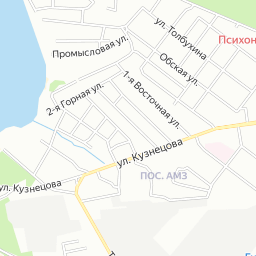 ул. Толбухина
Промысловая ул.
Психон
Обская ул.
1-я Восточная ул.
2-я Горная ул.
ул. Кузнецова
ул. Кузнецова
ПОС. АМЗ